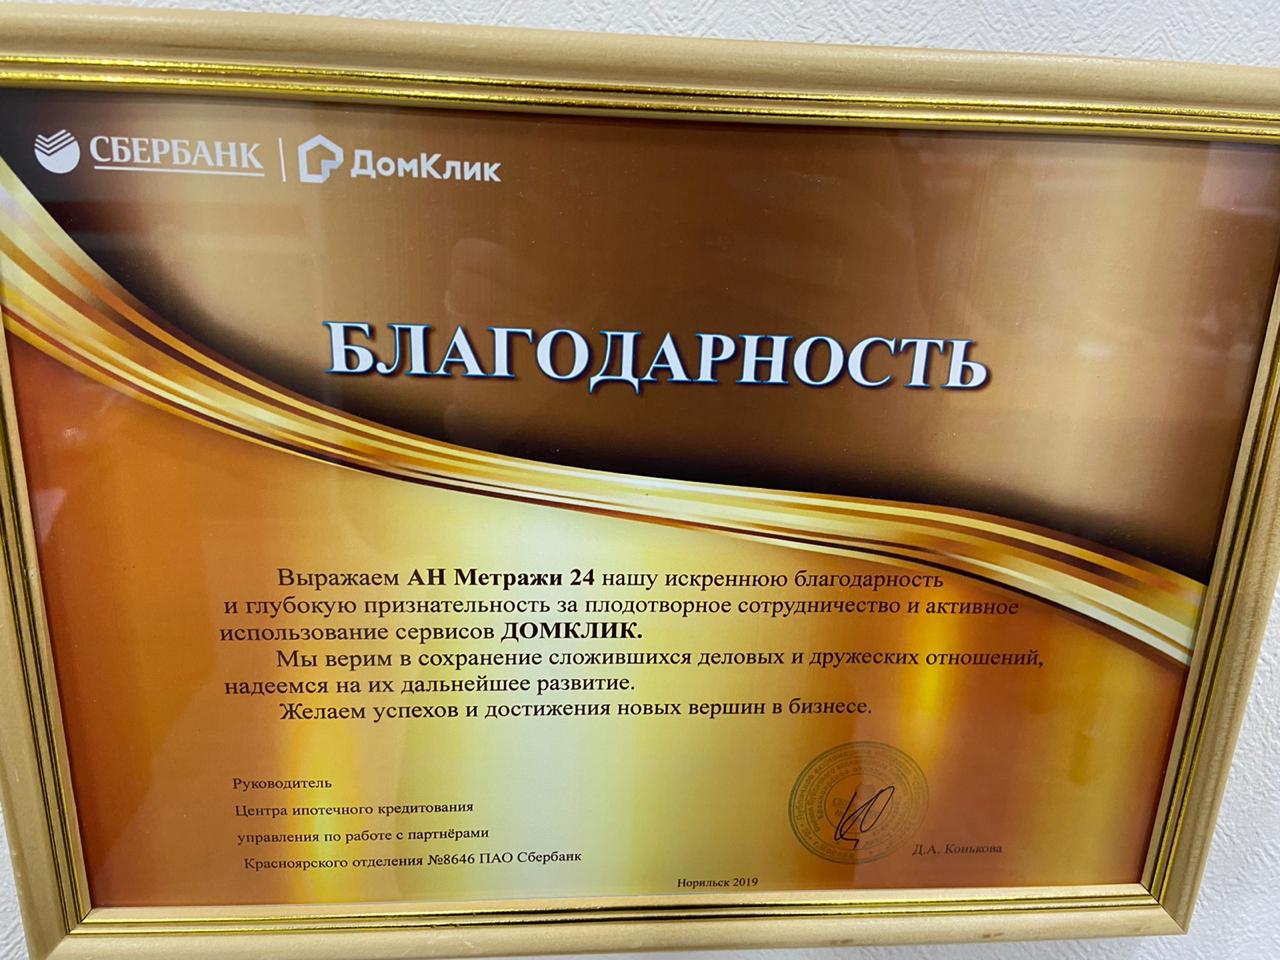 СБЕРБАНК | ДомКлик
БЛАГОДАРНОСТЬ
Выражаем АН Метражи 24 нашу искреннюю благодарность
и глубокую признательность за плодотворное сотрудничество и активное
использование сервисов ДОМКЛИК.
Мы верим в сохранение сложившихся деловых и дружеских отношений,
надеемся на их дальнейшее развитие.
Желаем успехов и достижения новых вершин в бизнесе.
Руководитель
Центра ипотечного кредитования
управления по работе с партнёрами
Красноярского отделения №8646 ПАО Сбербанк
Д.А. Конькова
Норильск 2019